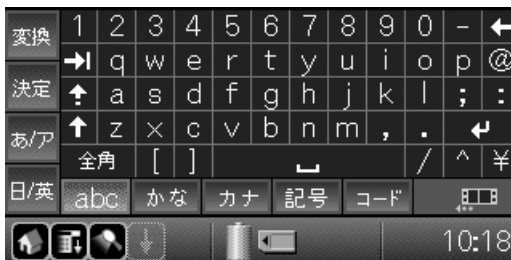 変換 1 2 3 4 5 6 7 8 9 0 -
q w e r t y u i o p @
決定 a s d f g h j k l ; :
あ/ア z x c v b n m , .
全角 [ ] / ^ ¥
日/英 abc かな カナ 記号 コード
10:18